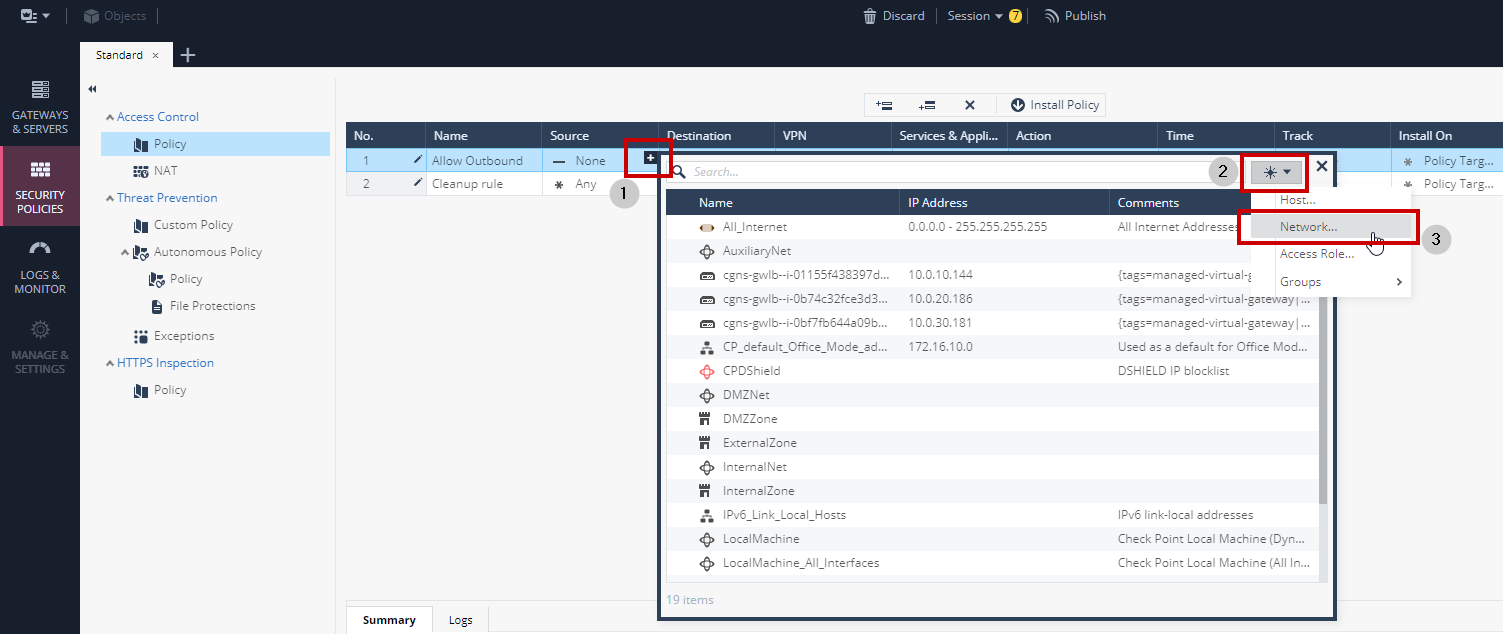 Objects
Discard
Session
7
Publish
Standard
GATEWAYS
& SERVERS
SECURITY
POLICIES
LOGS &
MONITOR
MANAGE &
SETTINGS
Access Control
Policy
NAT
Threat Prevention
Custom Policy
Autonomous Policy
Policy
File Protections
Exceptions
HTTPS Inspection
Policy
Install Policy
No. Name Source Destination VPN Services & Appli... Action Time Track Install On
1 Allow Outbound None Policy Targ...
2 Cleanup rule Any Policy Targ...
1
Search...
2
Host...
Network...
3
Access Role...
Groups
Name IP Address Comments
All_Internet 0.0.0.0 - 255.255.255.255 All Internet Addresses
AuxiliaryNet
cgns-gwlb--i-01155f438397d... 10.0.10.144 {tags=managed-virtual-g
cgns-gwlb--i-0b74c32fce3d3... 10.0.20.186 {tags=managed-virtual-gateway|...
cgns-gwlb--i-0bf7fb644a09b... 10.0.30.181 {tags=managed-virtual-gateway|...
CP_default_Office_Mode_ad... 172.16.10.0 Used as a default for Office Mod...
CPDShield DSHIELD IP blocklist
DMZNet
DMZZone
ExternalZone
InternalNet
InternalZone
IPv6_Link_Local_Hosts IPv6 link-local addresses
LocalMachine Check Point Local Machine (Dyn...
LocalMachine_All_Interfaces Check Point Local Machine (All In...
19 items
Summary
Logs